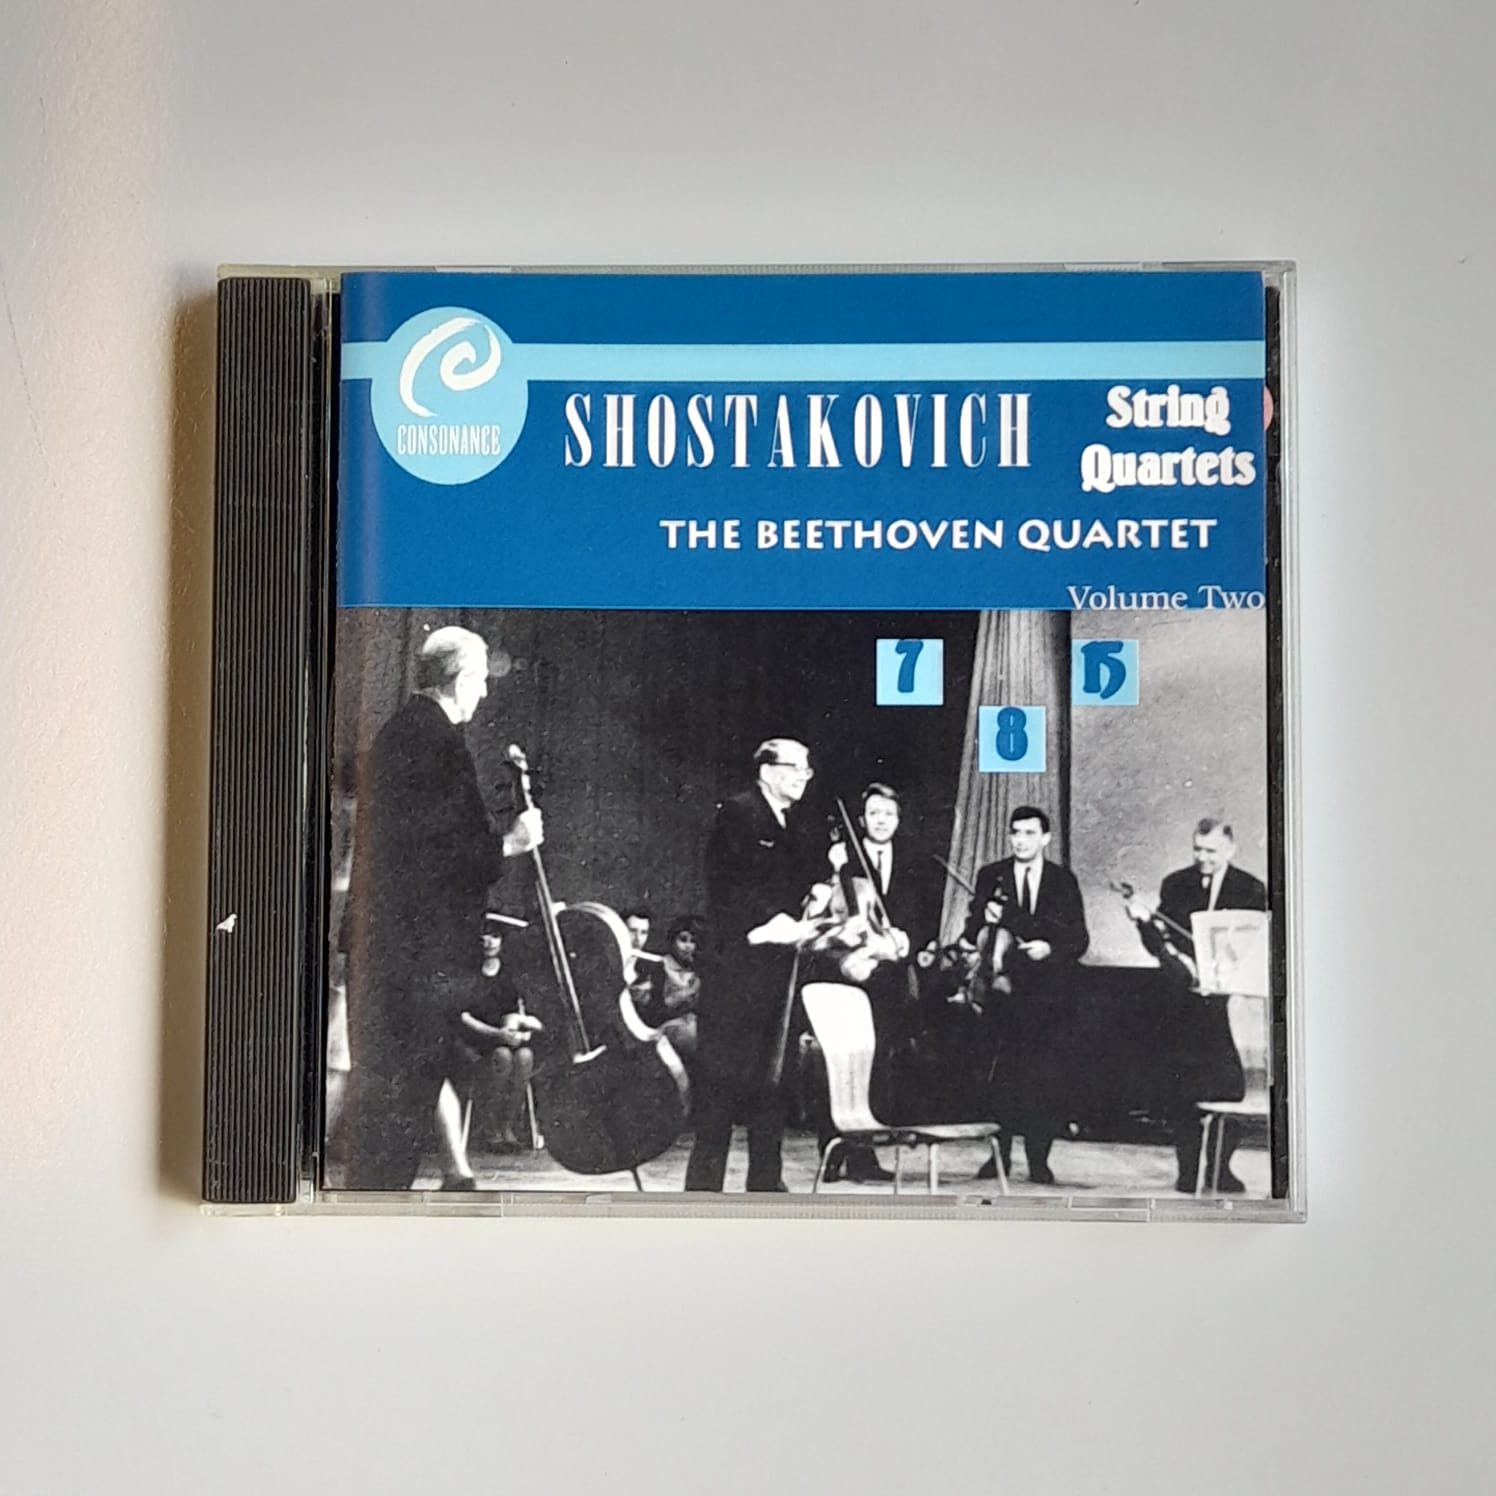 CONSONANCE
SHOSTAKOVICH
String
Quartets
THE BEETHOVEN QUARTET
Volume Two
7
15
8